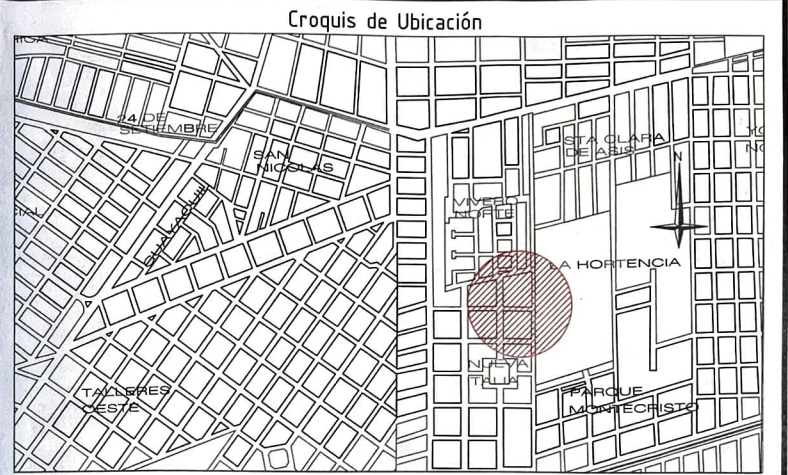 Croquis de Ubicación
24 DE
SETIEMBRE
SAN
NICOLAS
GUAYAQUIL
STA CLARA
DE ASIS
N
VIVERO
NORTE
LA HORTENCIA
NUEVA
TALIA
TALLERES
OESTE
PARQUE
MONTECRISTO